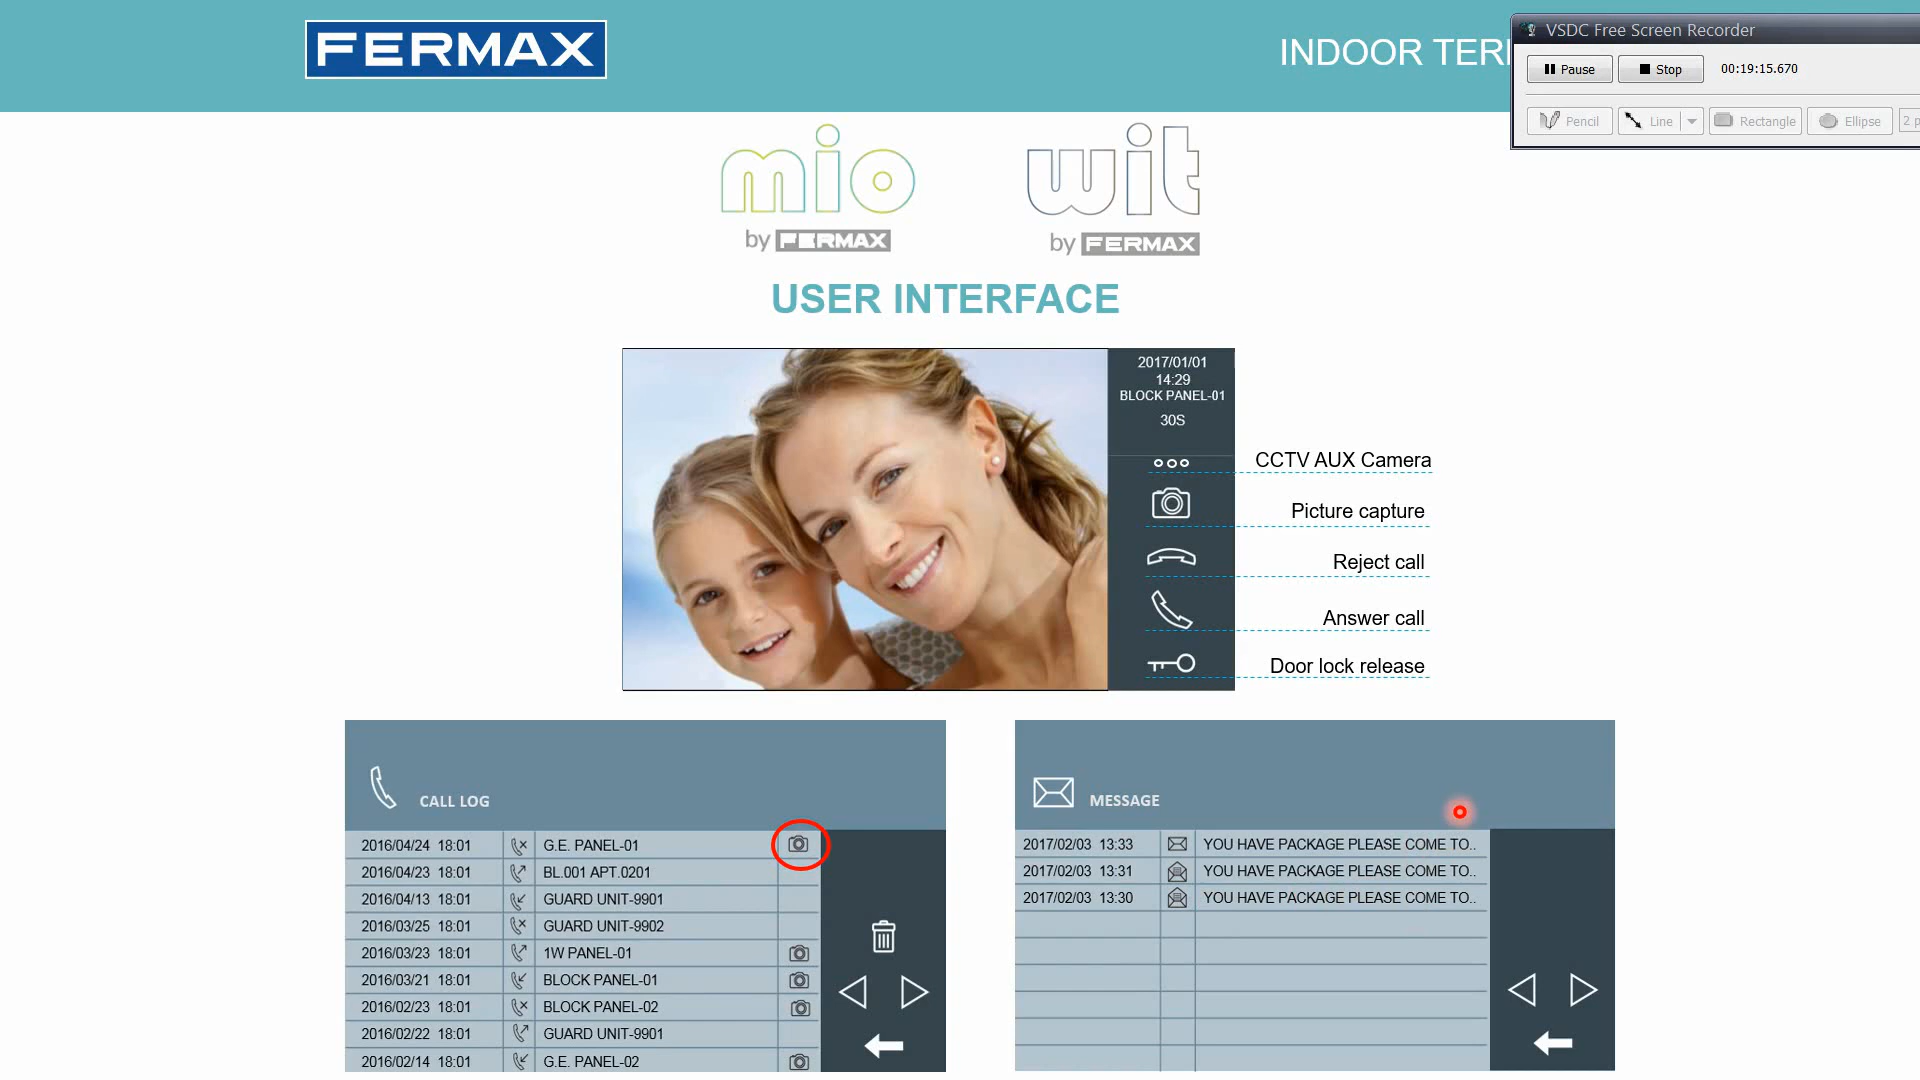 FERMAX
INDOOR TER
VSDC Free Screen Recorder
Pause
Stop
00:19:15.670
Pencil
Line
Rectangle
Ellipse
2 p
mio
by FERMAX
wit
by FERMAX
USER INTERFACE
2017/01/01
14:29
BLOCK PANEL-01
30S
CCTV AUX Camera
Picture capture
Reject call
Answer call
Door lock release
CALL LOG
2016/04/24 18:01 G.E. PANEL-01
2016/04/23 18:01 BL.001 APT.0201
2016/04/13 18:01 GUARD UNIT-9901
2016/03/25 18:01 GUARD UNIT-9902
2016/03/23 18:01 1W PANEL-01
2016/03/21 18:01 BLOCK PANEL-01
2016/02/23 18:01 BLOCK PANEL-02
2016/02/22 18:01 GUARD UNIT-9901
2016/02/14 18:01 G.E. PANEL-02
MESSAGE
2017/02/03 13:33 YOU HAVE PACKAGE PLEASE COME TO..
2017/02/03 13:31 YOU HAVE PACKAGE PLEASE COME TO..
2017/02/03 13:30 YOU HAVE PACKAGE PLEASE COME TO..